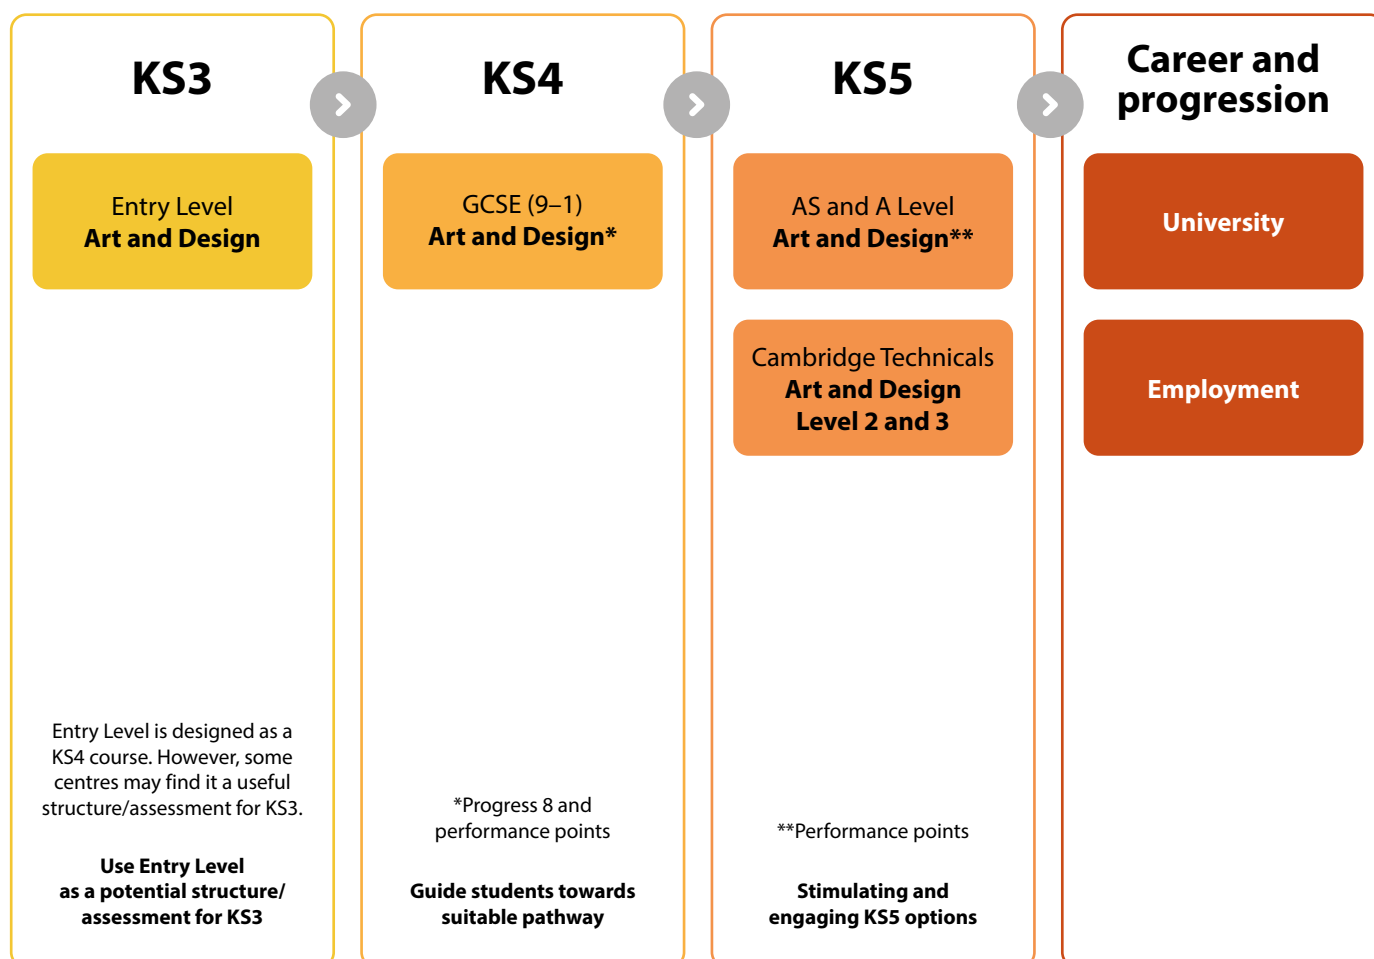 KS3
Entry Level
Art and Design
Entry Level is designed as a
KS4 course. However, some
centres may find it a useful
structure/assessment for KS3.
Use Entry Level
as a potential structure/
assessment for KS3
KS4
GCSE (9–1)
Art and Design*
*Progress 8 and
performance points
Guide students towards
suitable pathway
KS5
AS and A Level
Art and Design**
Cambridge Technicals
Art and Design
Level 2 and 3
**Performance points
Stimulating and
engaging KS5 options
Career and
progression
University
Employment